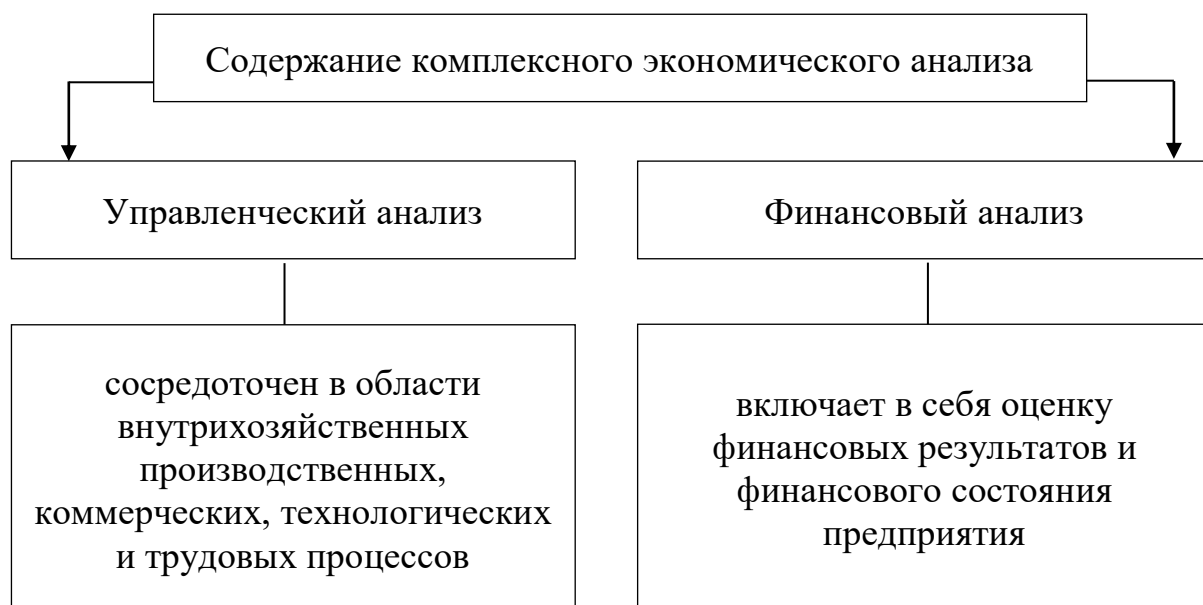 Содержание комплексного экономического анализа
Управленческий анализ
Финансовый анализ
сосредоточен в области
внутрихозяйственных
производственных,
коммерческих, технологических
и трудовых процессов
включает в себя оценку
финансовых результатов и
финансового состояния
предприятия